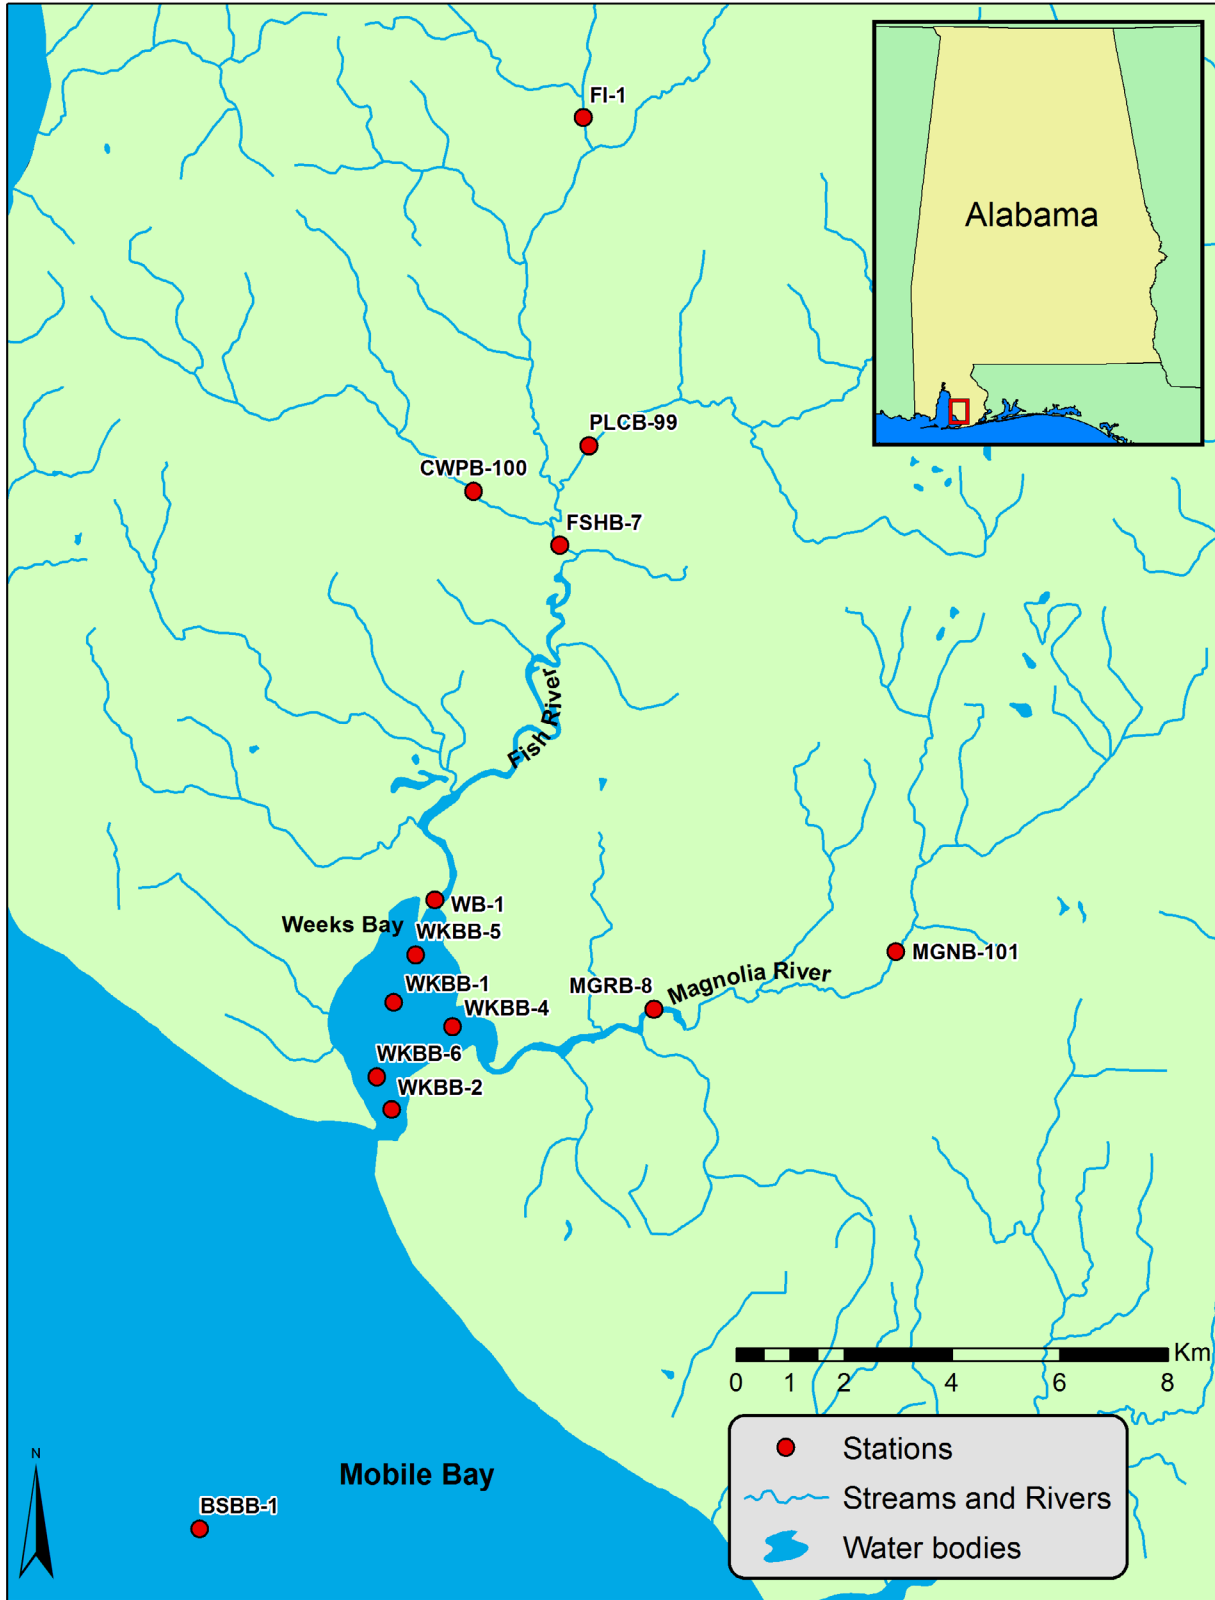 FI-1
Alabama
PLCB-99
CWPB-100
FSHB-7
Fish River
WB-1
Weeks Bay
WKBB-5
MGNB-101
Magnolia River
WKBB-1
MGRB-8
WKBB-4
WKBB-6
WKBB-2
Km
0 1 2 4 6 8
Stations
Streams and Rivers
Water bodies
N
Mobile Bay
BSBB-1